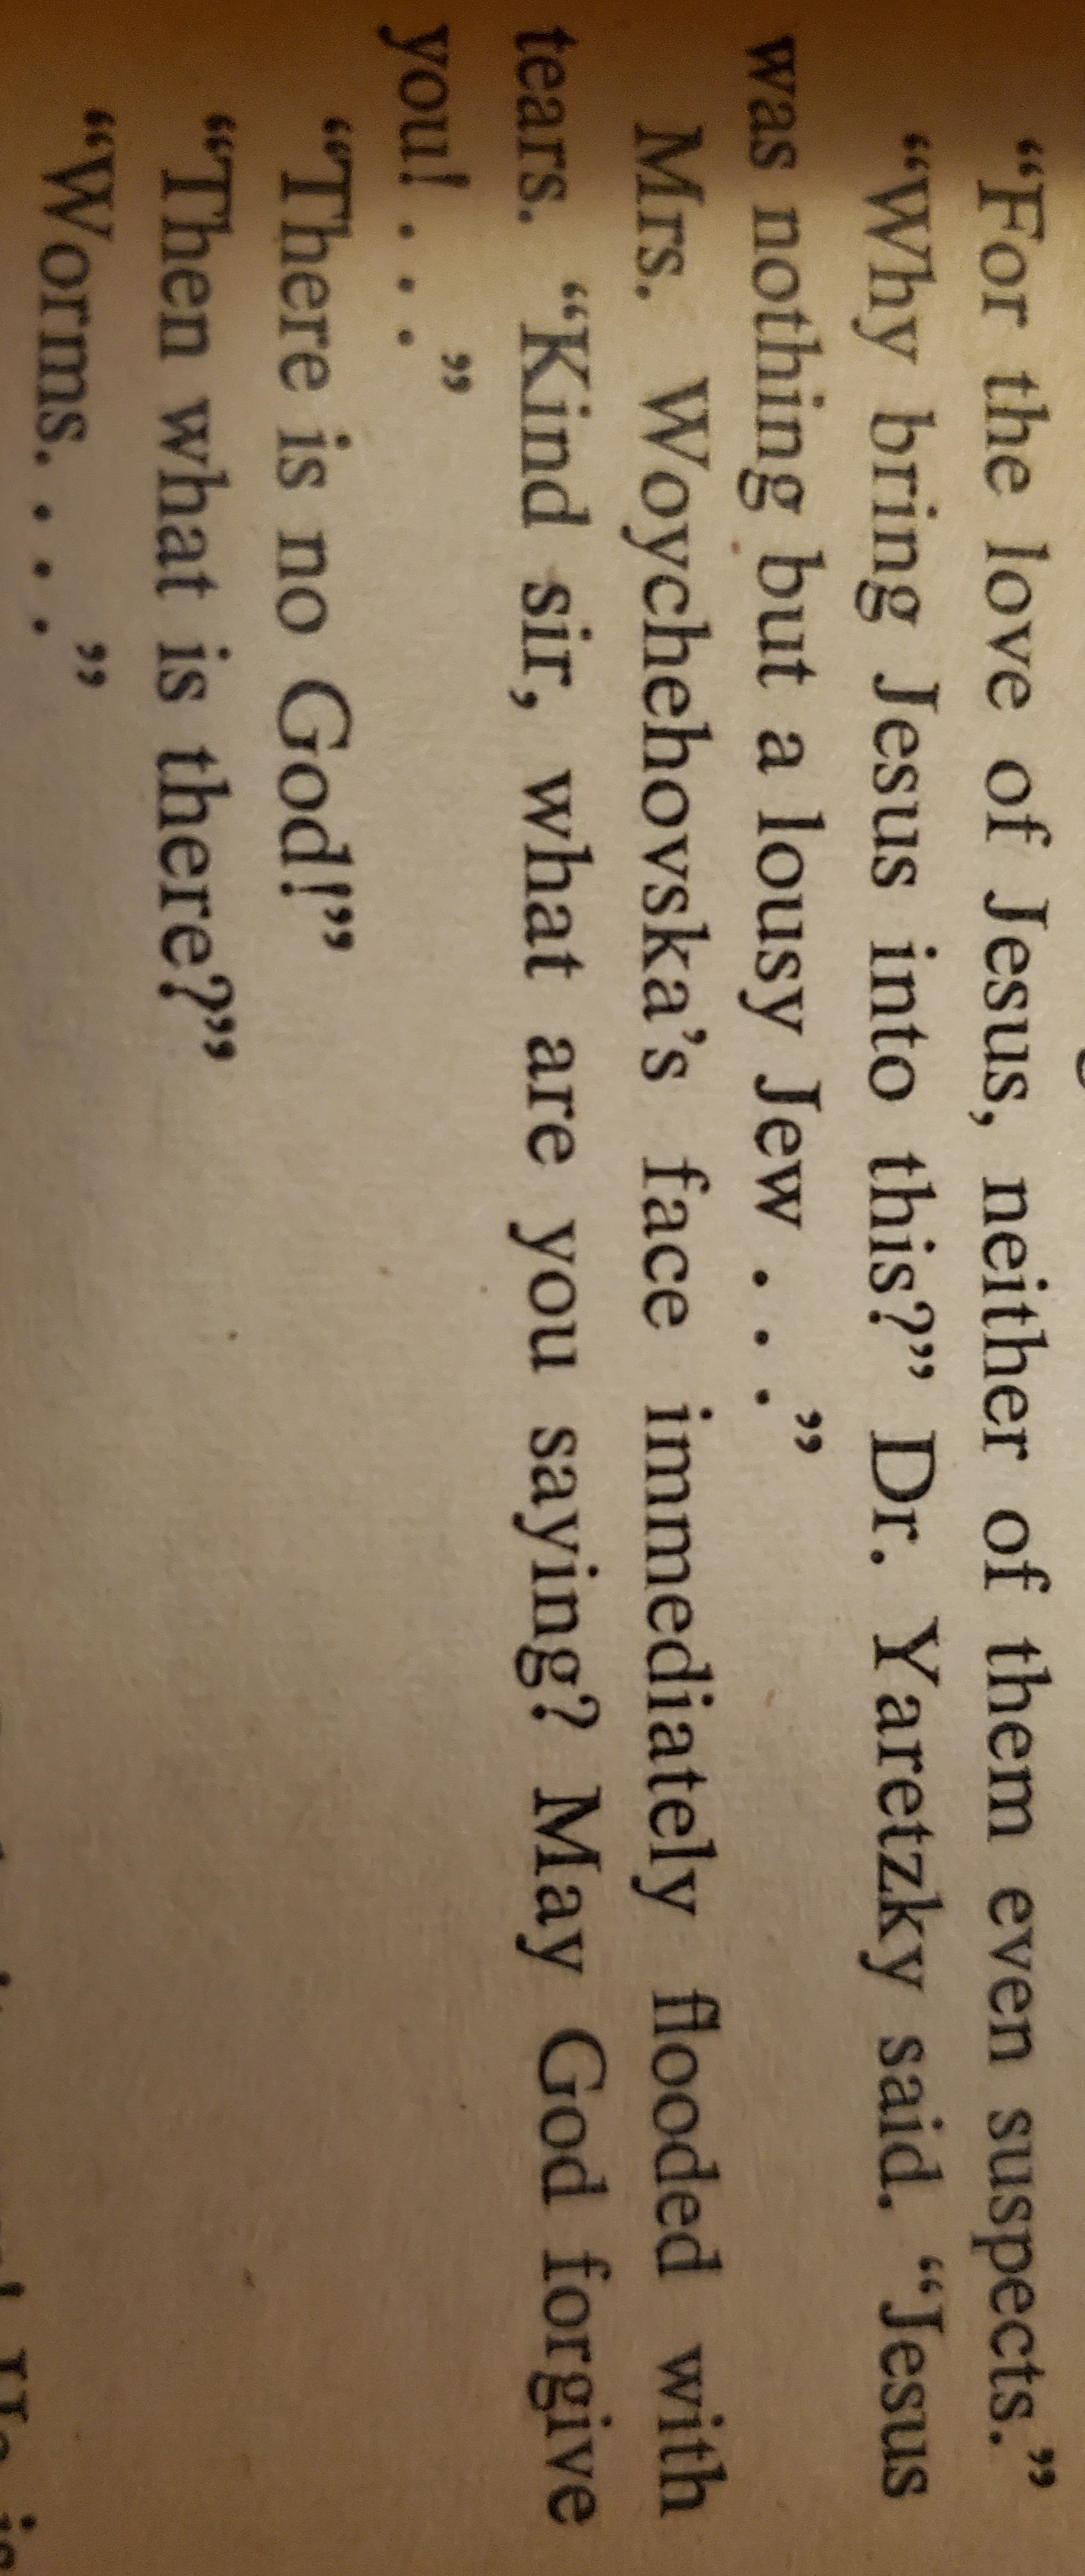 “For the love of Jesus, neither of them even suspects.”
“Why bring Jesus into this?” Dr. Yaretzky said. “Jesus
was nothing but a lousy Jew . . .”
Mrs. Woychehovska’s face immediately flooded with
tears. “Kind sir, what are you saying? May God forgive
you! . . .”
“There is no God!”
“Then what is there?”
“Worms. . . .”